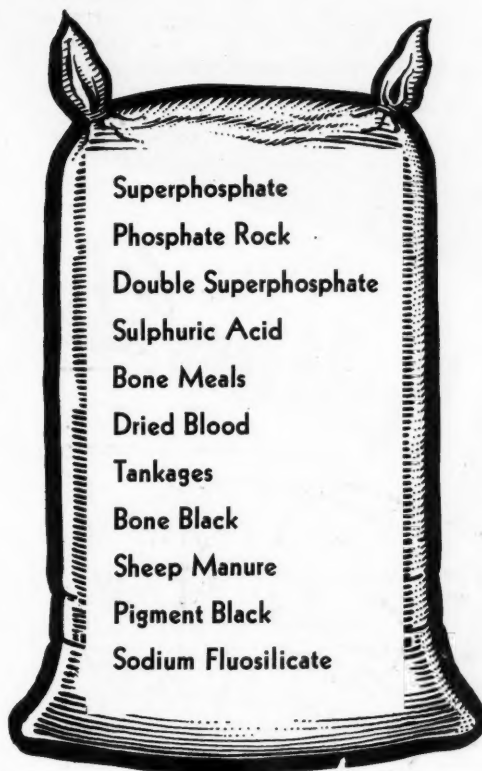 Superphosphate
Phosphate Rock
Double Superphosphate
Sulphuric Acid
Bone Meals
Dried Blood
Tankages
Bone Black
Sheep Manure
Pigment Black
Sodium Fluosilicate